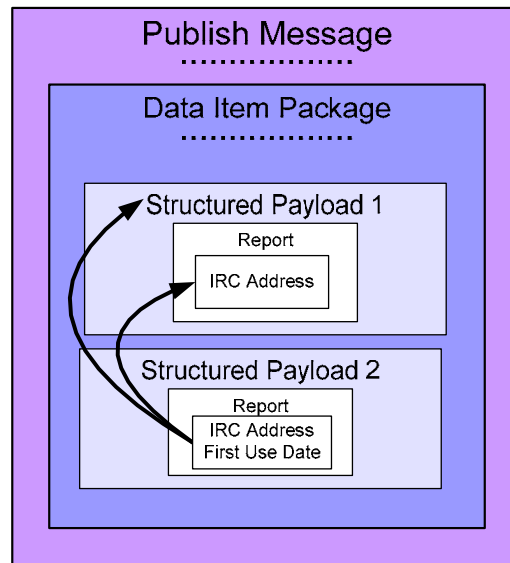 Publish Message
Data Item Package
Structured Payload 1
Report
IRC Address
Structured Payload 2
Report
IRC Address
First Use Date